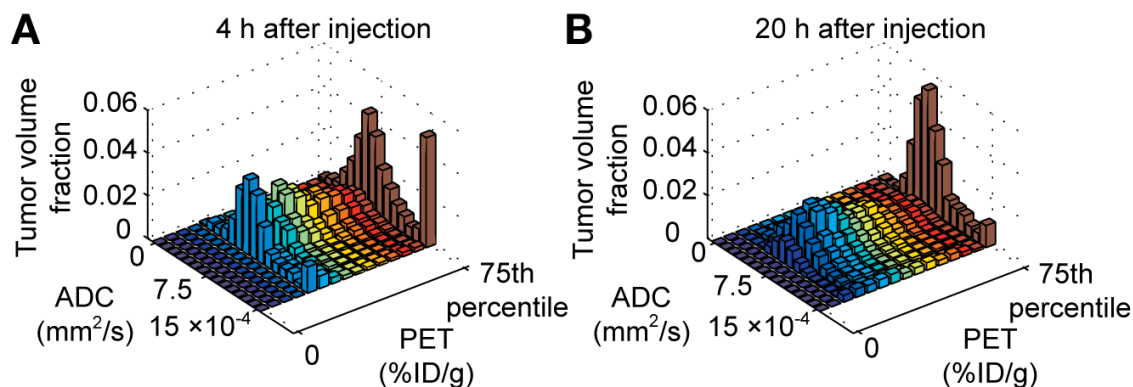 A
4 h after injection
Tumor volume
fraction
0.06
0.04
0.02
0
0
7.5
15 ×10⁻⁴
ADC
(mm²/s)
0
75th
percentile
PET
(%ID/g)
B
20 h after injection
Tumor volume
fraction
0.06
0.04
0.02
0
0
7.5
15 ×10⁻⁴
ADC
(mm²/s)
0
75th
percentile
PET
(%ID/g)